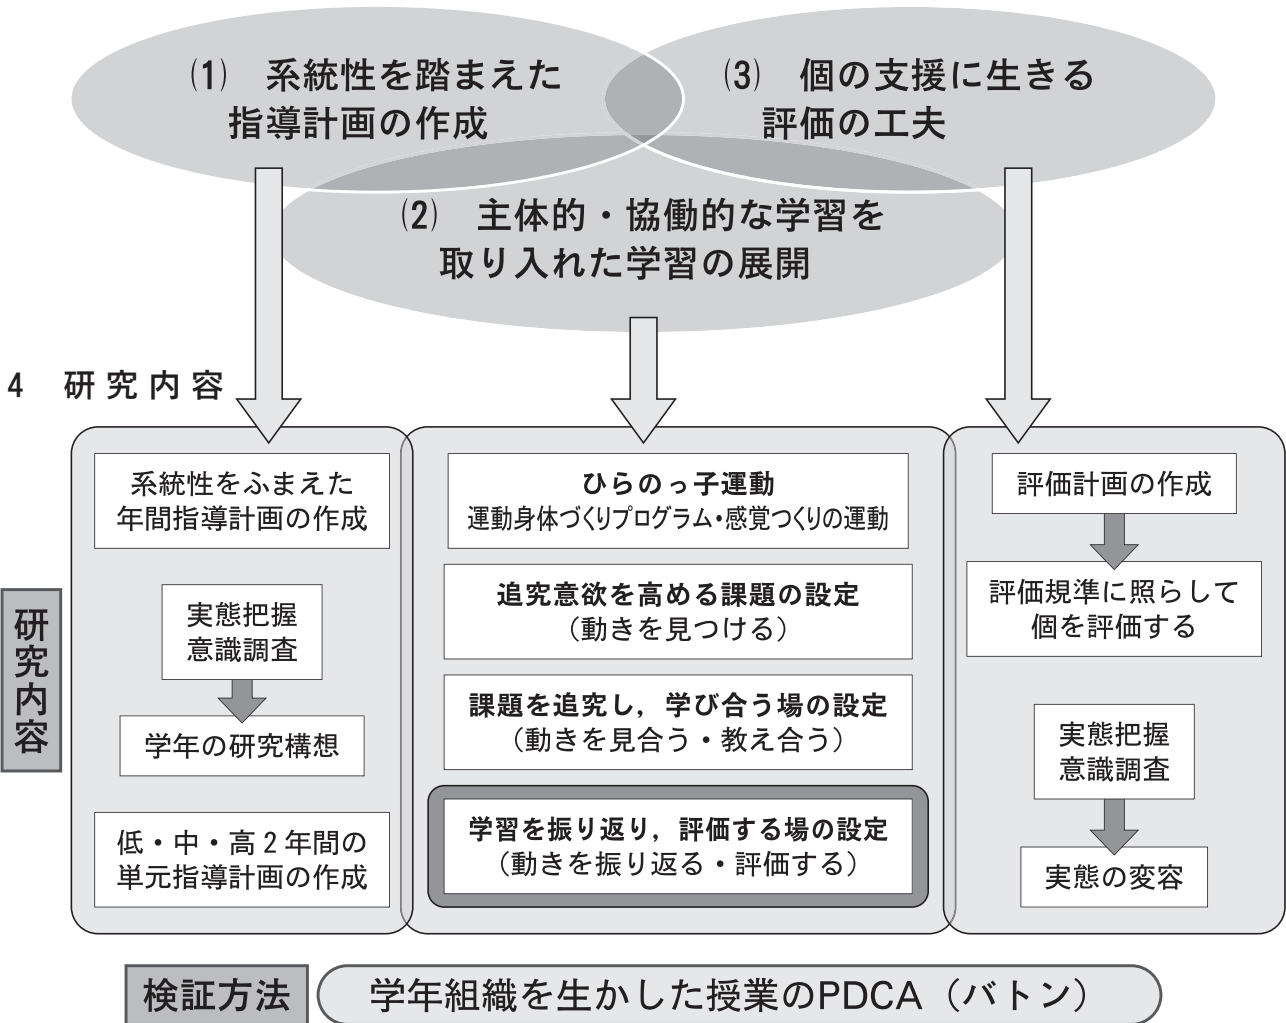 (1)　系統性を踏まえた
指導計画の作成
(3)　個の支援に生きる
評価の工夫
(2)　主体的・協働的な学習を
取り入れた学習の展開
4　研究内容
研究内容
系統性をふまえた
年間指導計画の作成
実態把握
意識調査
学年の研究構想
低・中・高2年間の
単元指導計画の作成
ひらのっ子運動
運動身体づくりプログラム・感覚つくりの運動
追究意欲を高める課題の設定
（動きを見つける）
課題を追究し，学び合う場の設定
（動きを見合う・教え合う）
学習を振り返り，評価する場の設定
（動きを振り返る・評価する）
評価計画の作成
評価規準に照らして
個を評価する
実態把握
意識調査
実態の変容
検証方法
学年組織を生かした授業のPDCA（バトン）